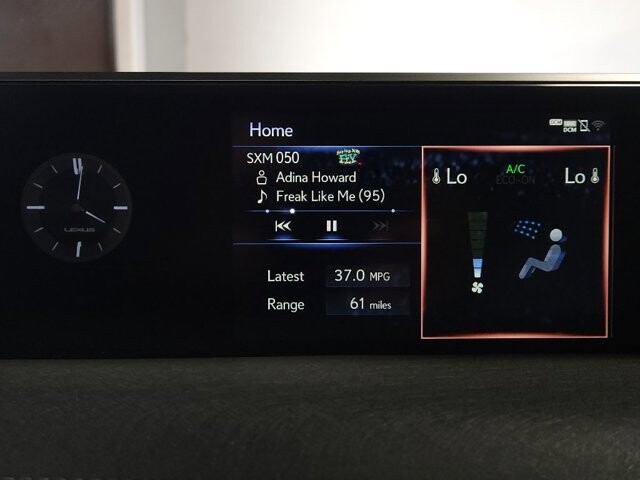 Home
DCM
SXM 050
Adina Howard
Freak Like Me (95)
Latest 37.0 MPG
Range 61 miles
A/C
ECO-ON
Lo Lo
LEXUS